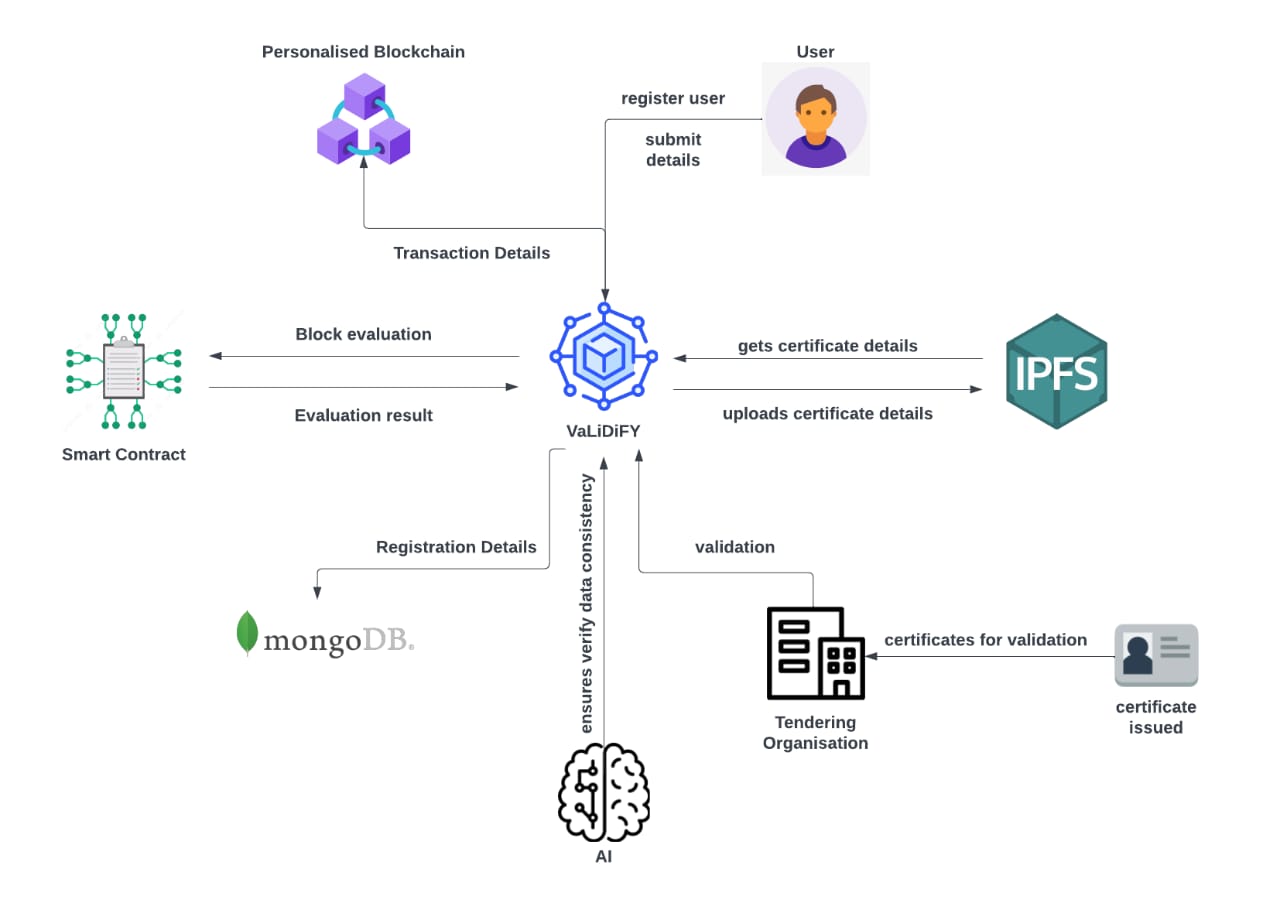 Personalised Blockchain
User
register user
submit
details
Transaction Details
Block evaluation
gets certificate details
IPFS
Evaluation result
uploads certificate details
VaLiDiFY
Smart Contract
ensures verify data consistency
Registration Details
validation
mongoDB.
certificates for validation
certificate
issued
Tendering
Organisation
AI